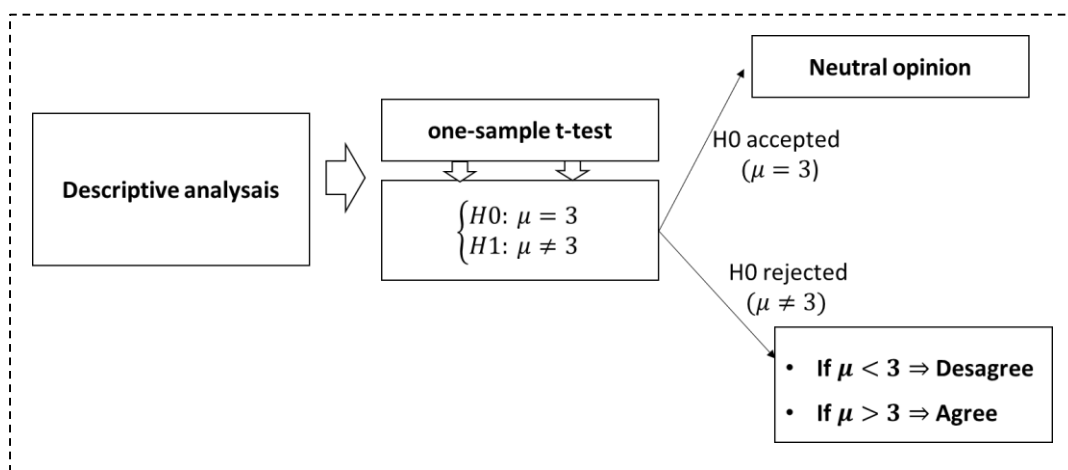 Descriptive analysais
one-sample t-test
{H0: μ = 3
H1: μ ≠ 3
Neutral opinion
H0 accepted
(μ = 3)
H0 rejected
(μ ≠ 3)
• If μ < 3 ⇒ Desagree
• If μ > 3 ⇒ Agree